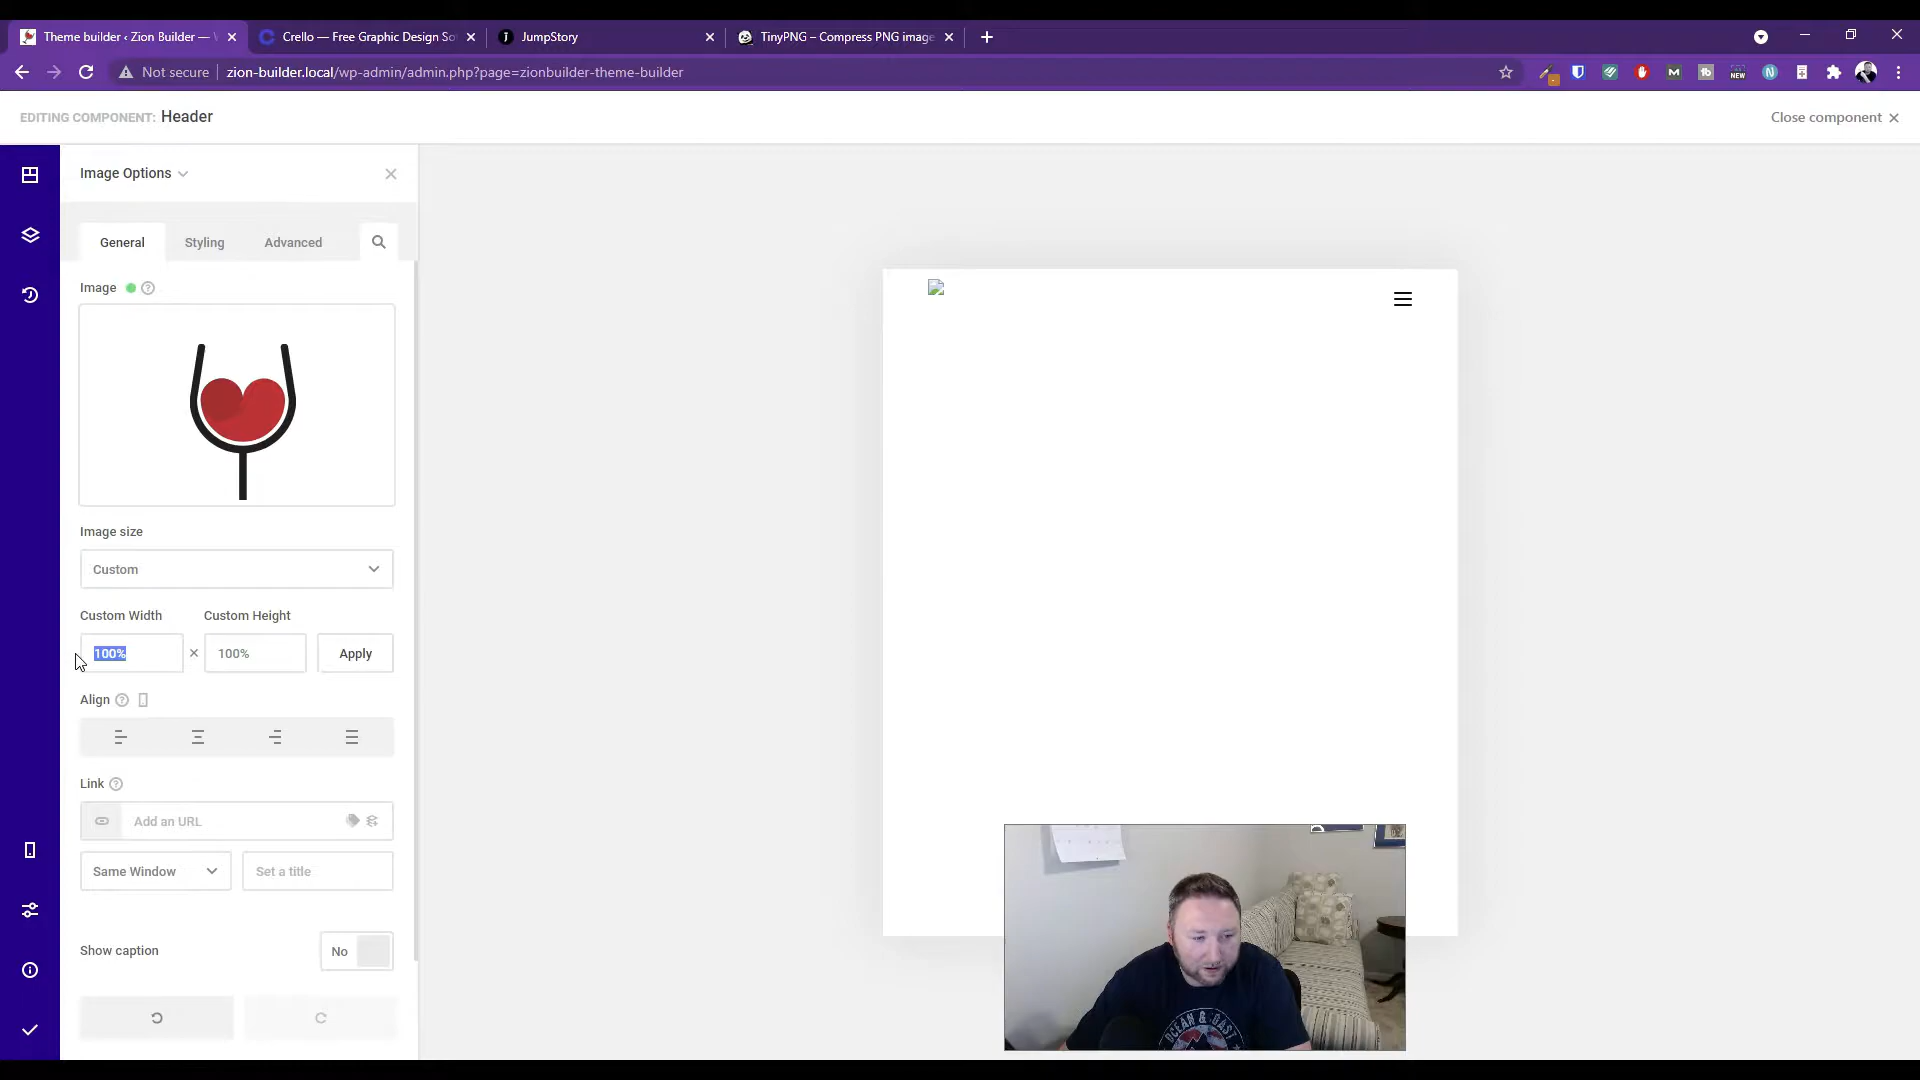 Theme builder ‹ Zion Builder — W
Crello — Free Graphic Design So
JumpStory
TinyPNG – Compress PNG image
Not secure
zion-builder.local/wp-admin/admin.php?page=zionbuilder-theme-builder
EDITING COMPONENT: Header
Close component
Image Options
General
Styling
Advanced
Image
Image size
Custom
Custom Width
Custom Height
100%
100%
Apply
Align
Link
Add an URL
Same Window
Set a title
Show caption
No
OCEAN & GAST